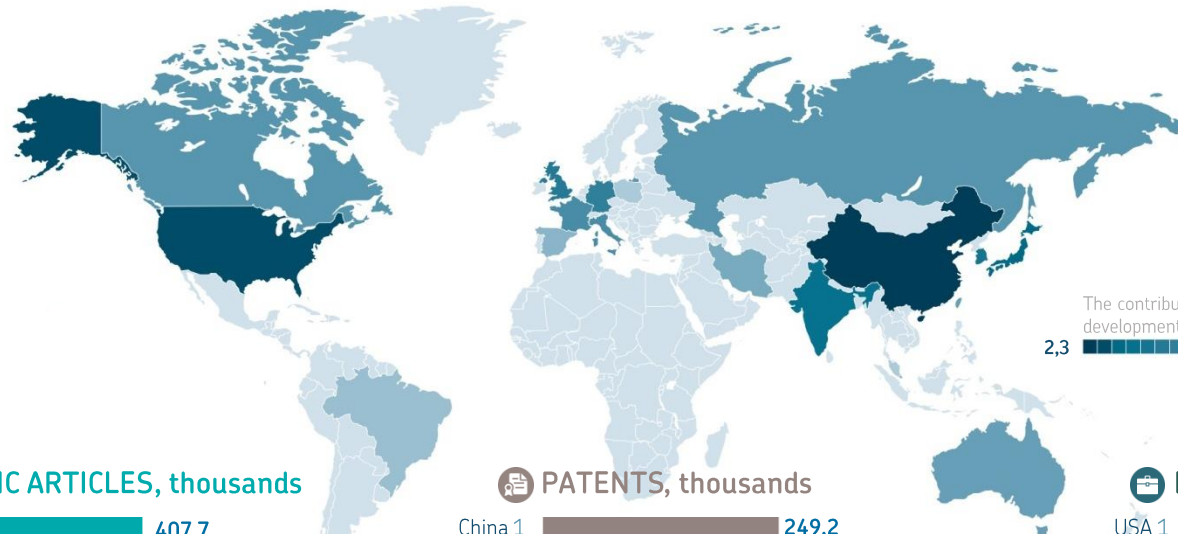 The contribu
development
2,3
IC ARTICLES, thousands
407,7
PATENTS, thousands
China 1
249,2
USA 1